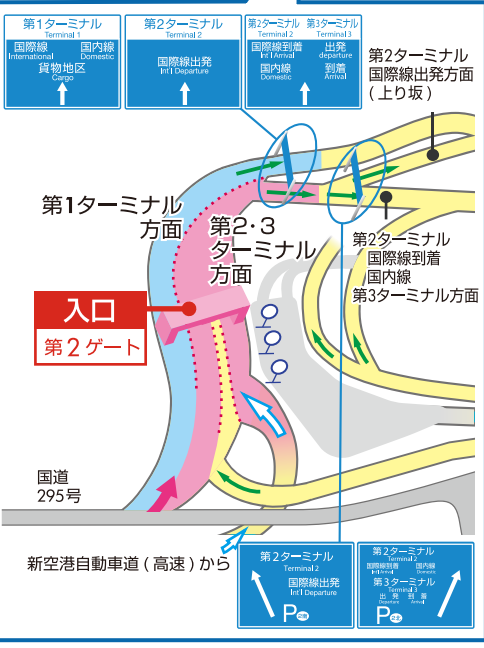 第1ターミナル
Terminal 1
国際線 国内線
International Domestic
貨物地区
Cargo
第2ターミナル
Terminal 2
国際線出発
Int'l Departure
第2ターミナル 第3ターミナル
Terminal 2 Terminal 3
国際線到着 出発
Int'l Arrival departure
国内線 到着
Domestic Arrival
第2ターミナル
国際線出発方面
(上り坂)
第1ターミナル
方面
第2・3
ターミナル
方面
第2ターミナル
国際線到着
国内線
第3ターミナル方面
入口
第2ゲート
国道
295号
新空港自動車道(高速)から
第2ターミナル
Terminal 2
国際線出発
Int'l Departure
P
第2ターミナル
Terminal 2
国際線到着 国内線
Int'l Arrival Domestic
第3ターミナル
Terminal 3
出発 到着
Departure Arrival
P2北